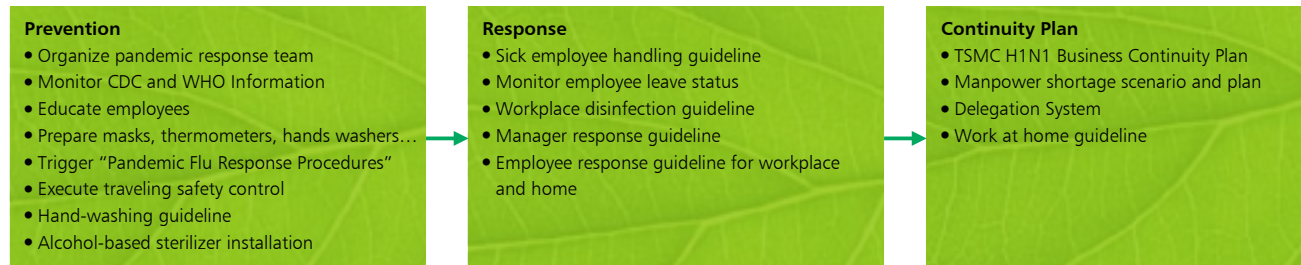 Prevention
• Organize pandemic response team
• Monitor CDC and WHO Information
• Educate employees
• Prepare masks, thermometers, hands washers…
• Trigger “Pandemic Flu Response Procedures”
• Execute traveling safety control
• Hand-washing guideline
• Alcohol-based sterilizer installation
Response
• Sick employee handling guideline
• Monitor employee leave status
• Workplace disinfection guideline
• Manager response guideline
• Employee response guideline for workplace
and home
Continuity Plan
• TSMC H1N1 Business Continuity Plan
• Manpower shortage scenario and plan
• Delegation System
• Work at home guideline